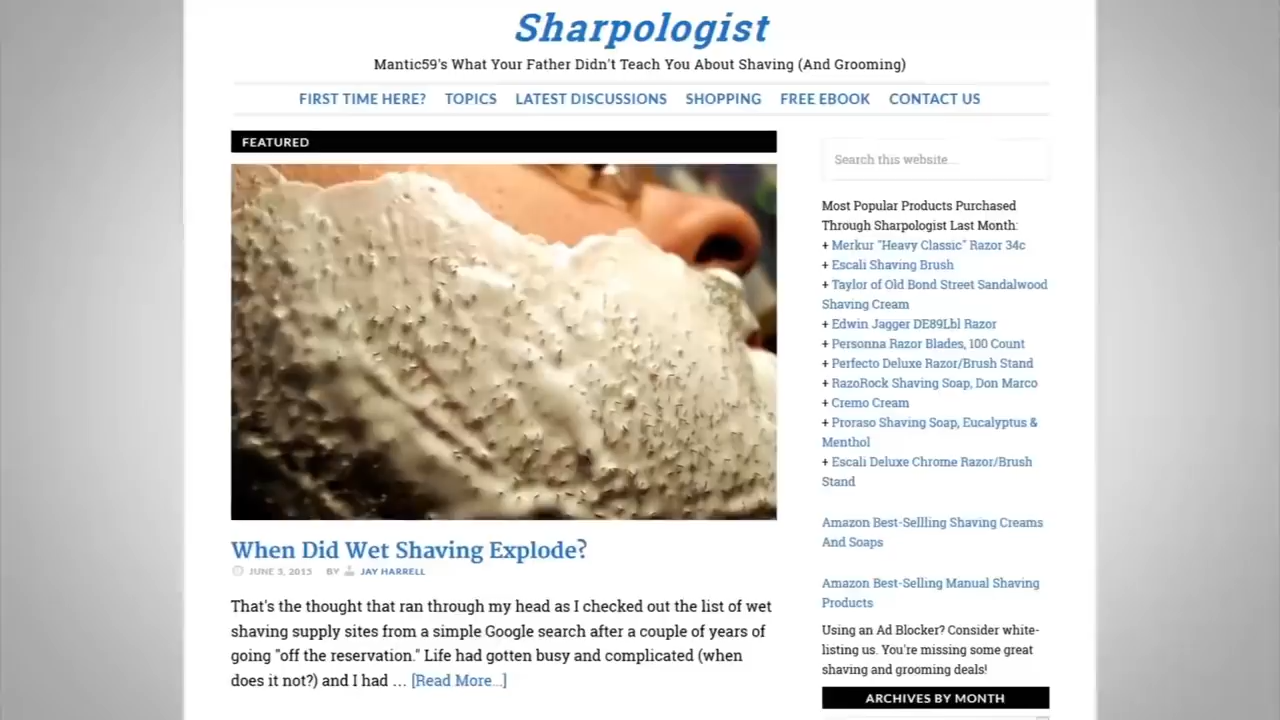 Sharpologist
Mantic59's What Your Father Didn't Teach You About Shaving (And Grooming)
FIRST TIME HERE? TOPICS LATEST DISCUSSIONS SHOPPING FREE EBOOK CONTACT US
FEATURED
When Did Wet Shaving Explode?
JUNE 3, 2015 BY JAY HARRELL
That's the thought that ran through my head as I checked out the list of wet
shaving supply sites from a simple Google search after a couple of years of
going "off the reservation." Life had gotten busy and complicated (when
does it not?) and I had … [Read More...]
Search this website…
Most Popular Products Purchased
Through Sharpologist Last Month:
+ Merkur "Heavy Classic" Razor 34c
+ Escali Shaving Brush
+ Taylor of Old Bond Street Sandalwood
Shaving Cream
+ Edwin Jagger DE89Lbl Razor
+ Personna Razor Blades, 100 Count
+ Perfecto Deluxe Razor/Brush Stand
+ RazoRock Shaving Soap, Don Marco
+ Cremo Cream
+ Proraso Shaving Soap, Eucalyptus &
Menthol
+ Escali Deluxe Chrome Razor/Brush
Stand
Amazon Best-Sellling Shaving Creams
And Soaps
Amazon Best-Selling Manual Shaving
Products
Using an Ad Blocker? Consider white-
listing us. You're missing some great
shaving and grooming deals!
ARCHIVES BY MONTH